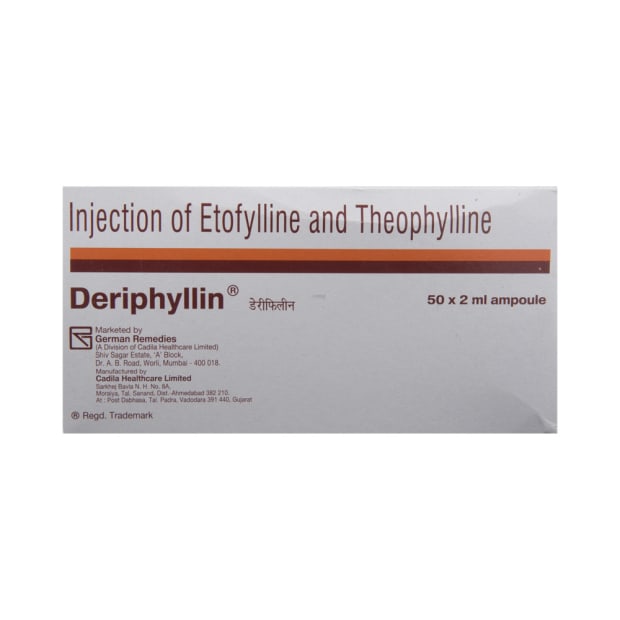 Injection of Etofylline and Theophylline
Deriphyllin® डेरीफिलीन
50 x 2 ml ampoule
Marketed by
German Remedies
(A Division of Cadila Healthcare Limited)
Shiv Sagar Estate, 'A' Block,
Dr. A. B. Road, Worli, Mumbai - 400 018.
Manufactured by
Cadila Healthcare Limited
Sarkhej Bavla N. H. No. 8A,
Moraiya, Tal. Sanand, Dist.-Ahmedabad 382 210.
At : Post Dabhasa, Tal. Padra, Vadodara 391 440, Gujarat
® Regd. Trademark